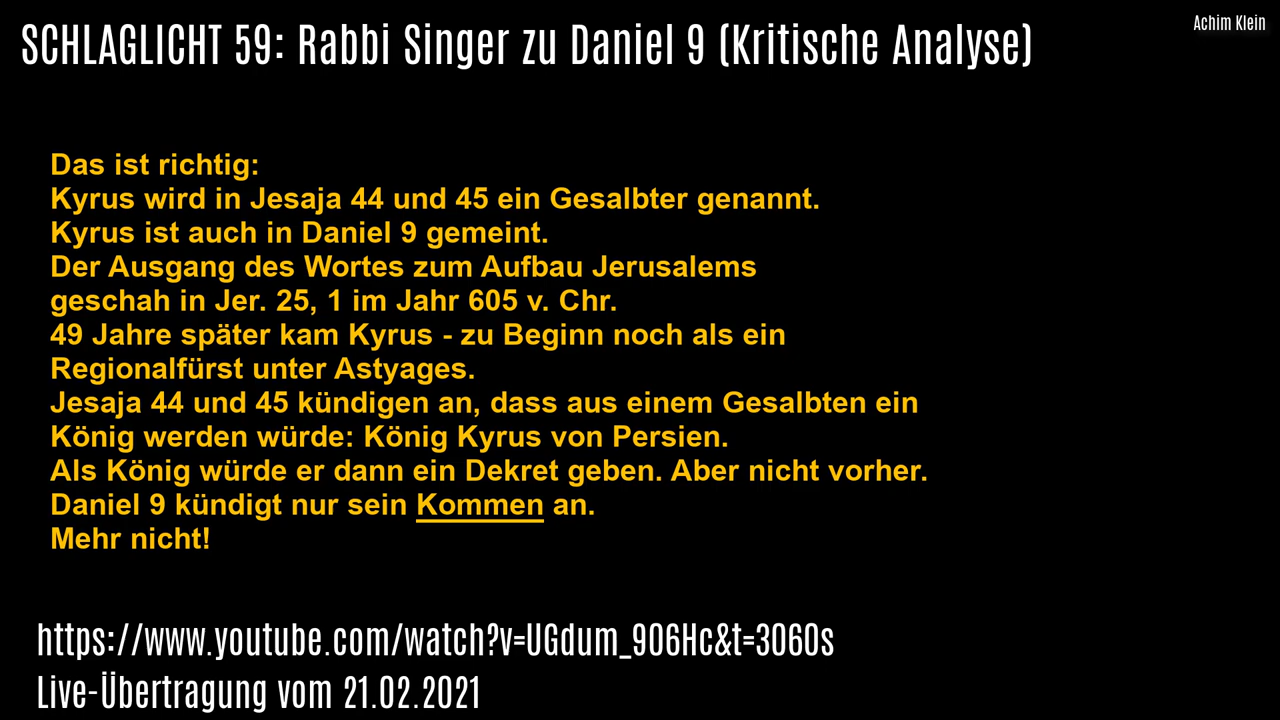 SCHLAGLICHT 59: Rabbi Singer zu Daniel 9 (Kritische Analyse)
Achim Klein
Das ist richtig:
Kyrus wird in Jesaja 44 und 45 ein Gesalbter genannt.
Kyrus ist auch in Daniel 9 gemeint.
Der Ausgang des Wortes zum Aufbau Jerusalems
geschah in Jer. 25, 1 im Jahr 605 v. Chr.
49 Jahre später kam Kyrus - zu Beginn noch als ein
Regionalfürst unter Astyages.
Jesaja 44 und 45 kündigen an, dass aus einem Gesalbten ein
König werden würde: König Kyrus von Persien.
Als König würde er dann ein Dekret geben. Aber nicht vorher.
Daniel 9 kündigt nur sein Kommen an.
Mehr nicht!
https://www.youtube.com/watch?v=UGdum_906Hc&t=3060s
Live-Übertragung vom 21.02.2021